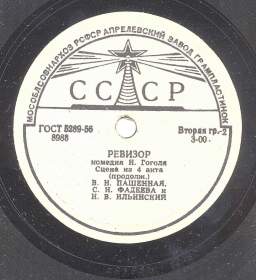 МОСОБЛСОВНАРХОЗ РСФСР АПРЕЛЕВСКИЙ ЗАВОД ГРАМПЛАСТИНОК
СССР
ГОСТ 5289-56
8985
Вторая гр.-2
3-00
РЕВИЗОР
комедия Н. Гоголя
Сцена из 4 акта
(продолж.)
В. Н. ПАШЕННАЯ,
С. Н. ФАДЕЕВА и
И. В. ИЛЬИНСКИЙ